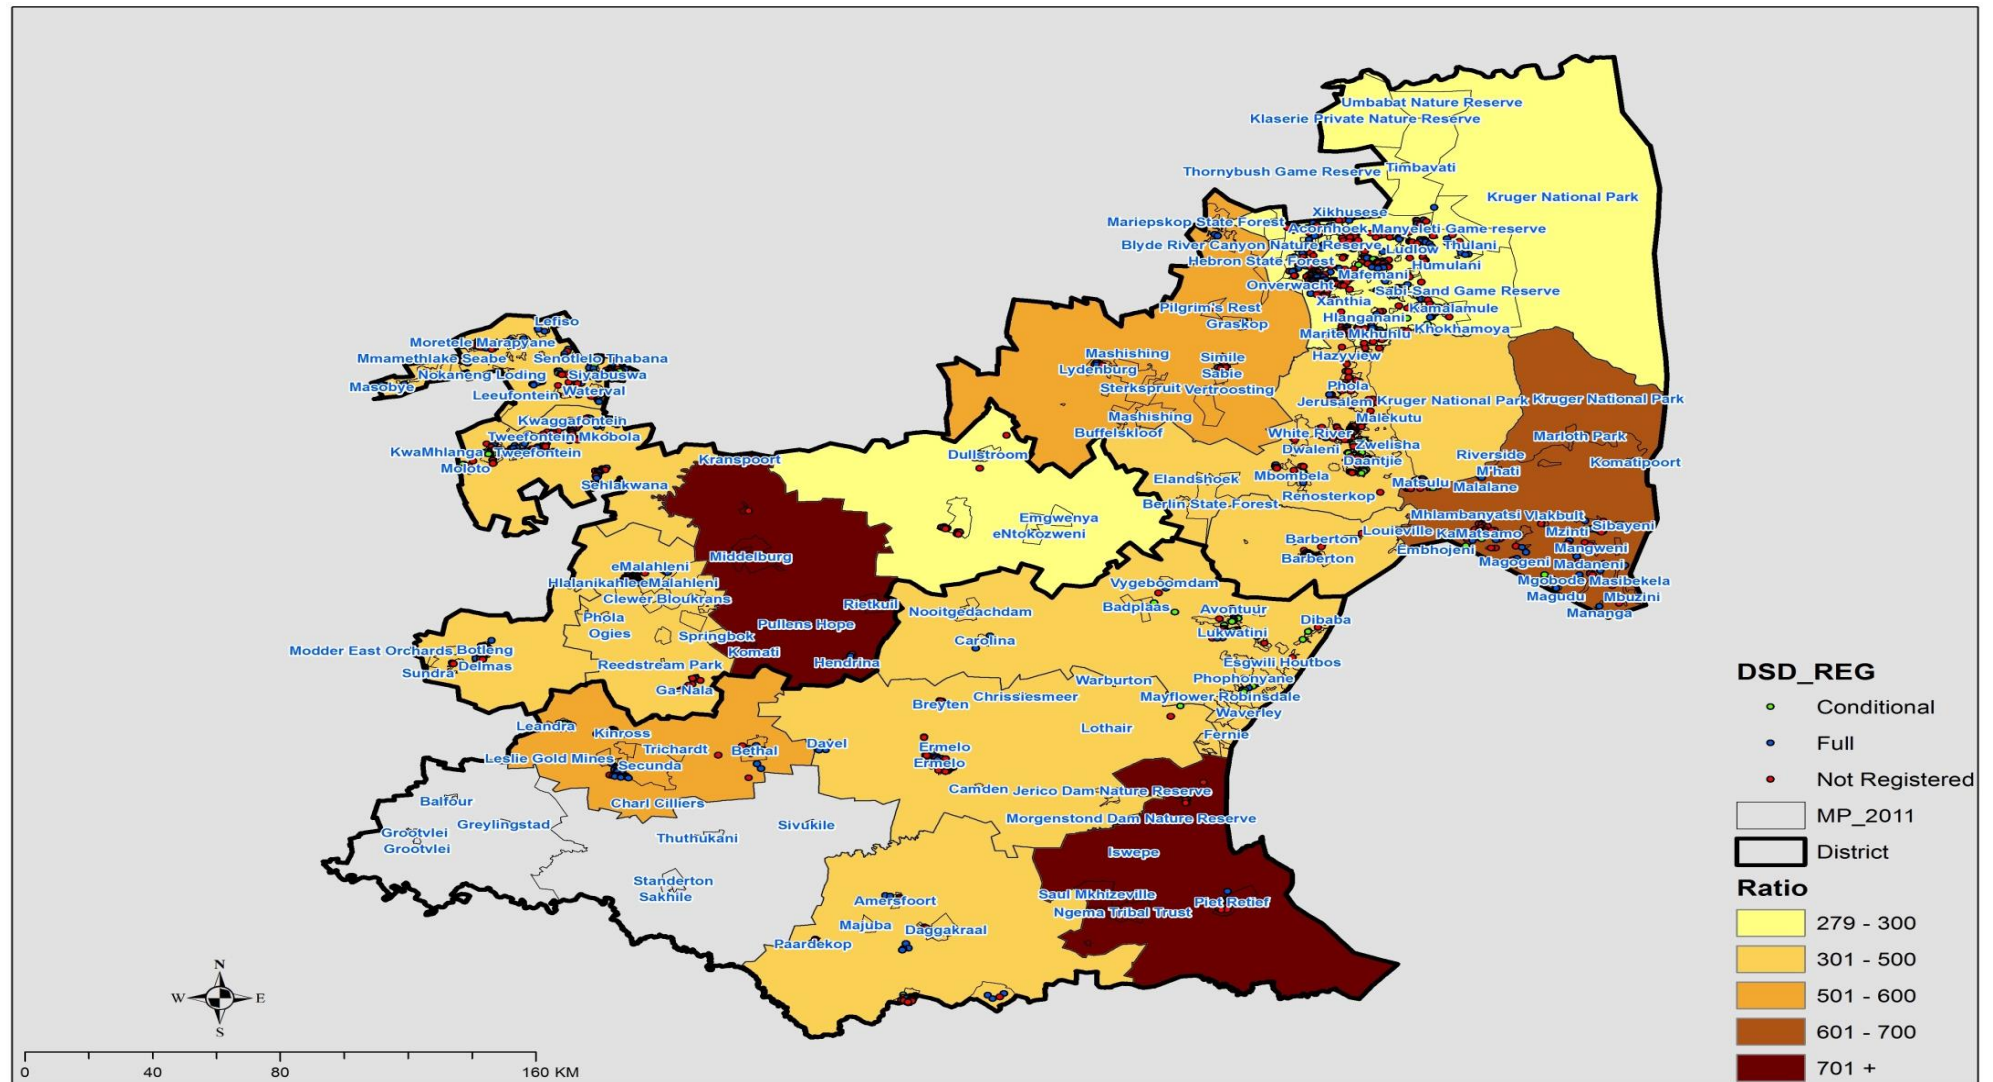 Umbabat Nature Reserve
Klaserie Private Nature Reserve
Thornybush Game Reserve
Timbavati
Kruger National Park
Xikhusese
Mariepskop State Forest
Acornhoek Manyeleti Game reserve
Blyde River Canyon Nature Reserve
Ludlow Thulani
Hebron State Forest
Humulani
Mafemani
Onverwacht
Sabi Sand Game Reserve
Xanthia
Pilgrim's Rest
Kamalamule
Hlanganani
Graskop
Khokhamoya
Marite Mkhuhlu
Hazyview
Lefiso
Moretele Marapyane
Mmamethlake Seabe
Senotlelo Thabana
Nokaneng Loding
Siyabuswa
Masobye
Leeufontein
Waterval
Mashishing
Lydenburg
Simile
Sabie
Sterkspruit Vertroosting
Phola
Jerusalem
Kruger National Park
Kruger National Park
Mashishing
Malekutu
Buffelskloof
White River
Zwelisha
Marloth Park
Dwaleni
Daantjie
Riverside
Komatipoort
M'hati
Kwaggafontein
Tweefontein Mkobola
KwaMhlanga
Tweefontein
Moloto
Sehlakwana
Kranspoort
Dullstroom
Elandshoek
Mbombela
Matsulu
Malalane
Renosterkop
Berlin State Forest
Emgwenya
eNtokozweni
Mhlambanyatsi
Vlakbult
Louieville
KaMatsamo
Mzinti
Sibayeni
Barberton
Embhojeni
Mangweni
Barberton
Magogeni
Madaneni
Mgobode
Masibekela
Magudu
Mbuzini
Mananga
Middelburg
eMalahleni
Hlalanikahle
eMalahleni
Clewer
Bloukrans
Rietkuil
Phola
Ogies
Springbok
Pullens Hope
Komati
Hendrina
Nooitgedachdam
Carolina
Vygeboomdam
Badplaas
Avontuur
Lukwatini
Dibaba
Modder East Orchards
Botleng
Sundra
Delmas
Reedstream Park
Ga-Nala
Esgwili
Houtbos
Phophonyane
Warburton
Mayflower
Robinsdale
Chrissiesmeer
Breyten
Waverley
Lothair
Fernie
Leandra
Kinross
Trichardt
Bethal
Davel
Ermelo
Ermelo
Leslie Gold Mines
Secunda
Camden
Jerico Dam Nature Reserve
Charl Cilliers
Morgenstond Dam Nature Reserve
Balfour
Greylingstad
Grootvlei
Grootvlei
Thuthukani
Sivukile
Iswepe
Standerton
Sakhile
Saul Mkhizeville
Ngema Tribal Trust
Piet Retief
Amersfoort
Majuba
Daggakraal
Paardekop
N
W
E
S
0
40
80
160 KM
DSD_REG
Conditional
Full
Not Registered
MP_2011
District
Ratio
279 - 300
301 - 500
501 - 600
601 - 700
701 +